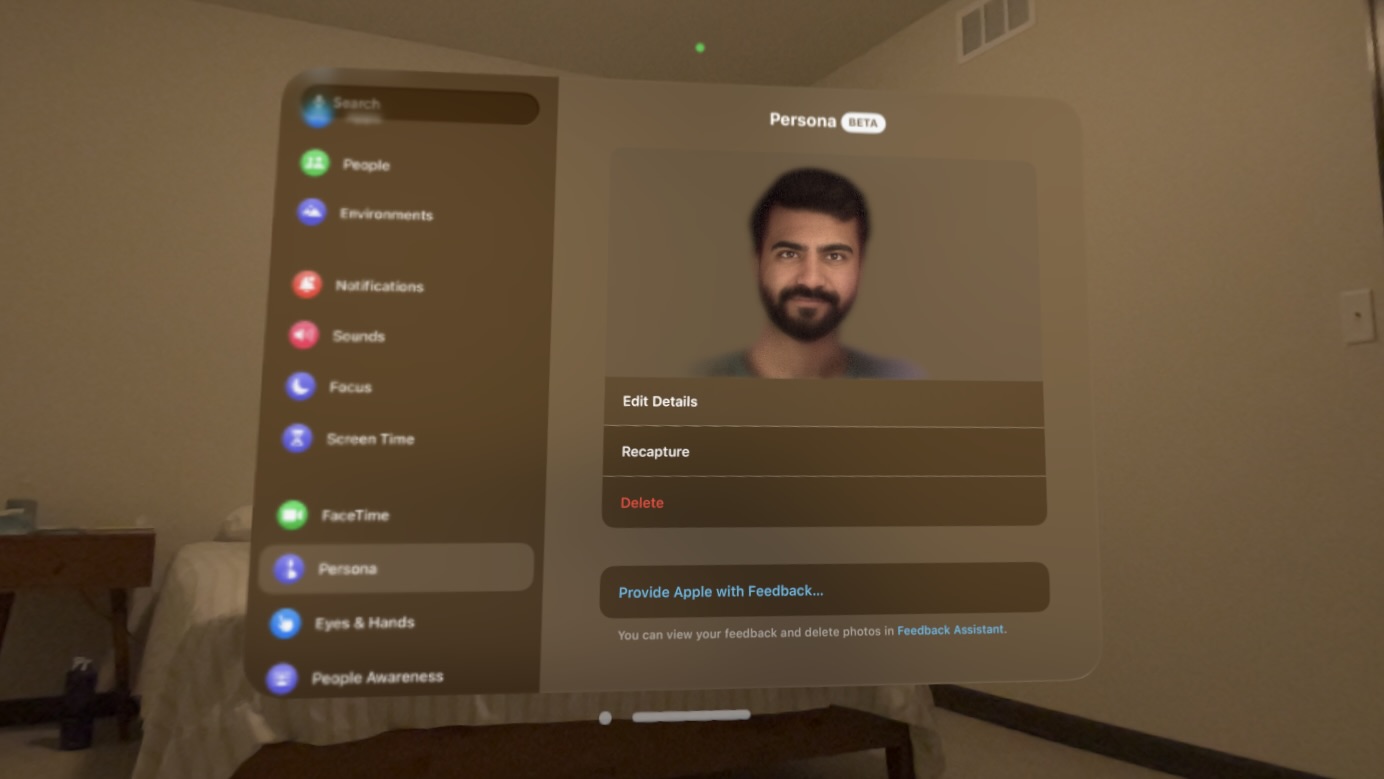 Search
People
Environments
Notifications
Sounds
Focus
Screen Time
FaceTime
Persona
Eyes & Hands
People Awareness
Persona BETA
Edit Details
Recapture
Delete
Provide Apple with Feedback...
You can view your feedback and delete photos in Feedback Assistant.